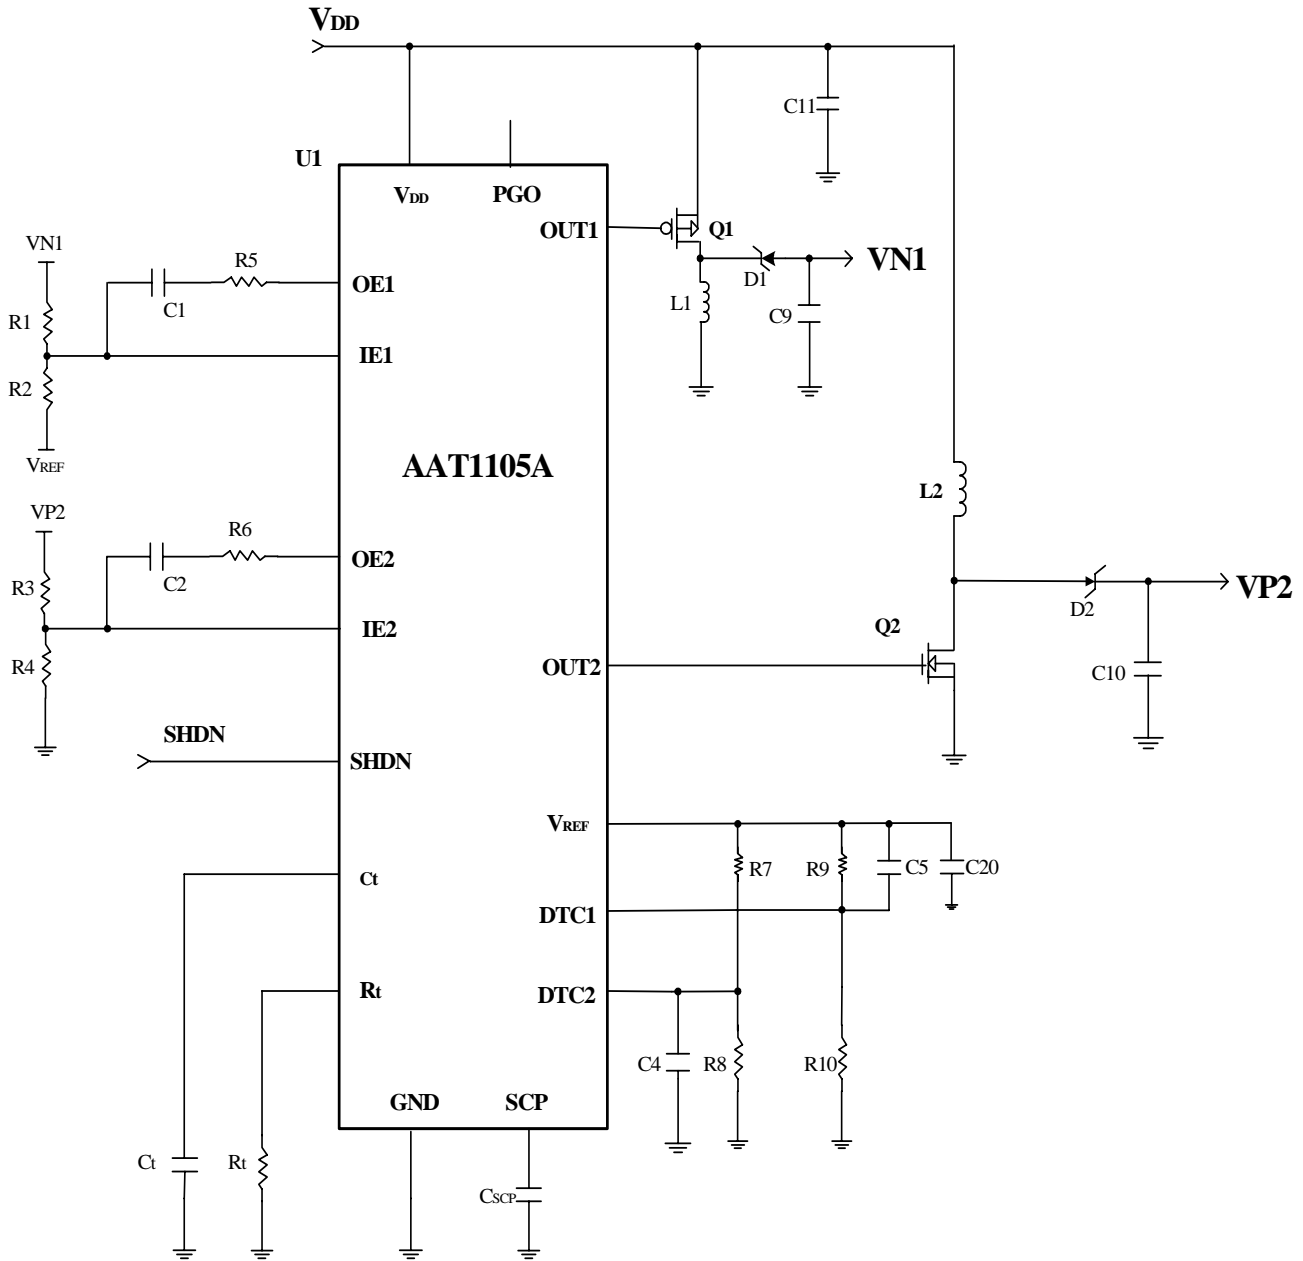 VDD
C11
U1
VDD
PGO
OUT1
Q1
VN1
R5
OE1
VN1
D1
C1
L1
C9
R1
IE1
R2
VREF
AAT1105A
L2
VP2
R6
OE2
C2
R3
D2
VP2
IE2
Q2
R4
OUT2
C10
SHDN
SHDN
VREF
R7
R9
C5
C20
Ct
DTC1
Rt
DTC2
C4
R8
R10
GND
SCP
Ct
Rt
CSCP